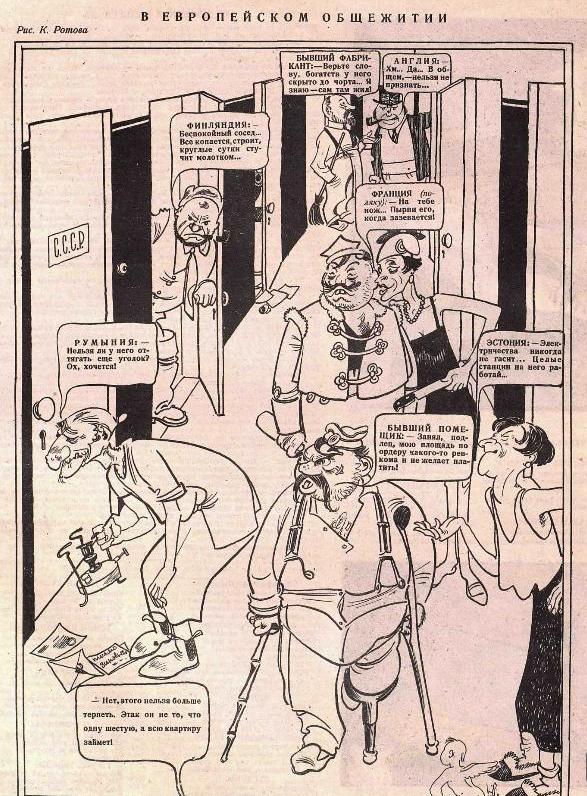 В ЕВРОПЕЙСКОМ ОБЩЕЖИТИИ
Рис. К. Ротова
БЫВШИЙ ФАБРИ-
КАНТ:—Верьте сло-
ву, богатств у него
скрыто до чорта... Я
знаю—сам там жил!
АНГЛИЯ:—
Хм... Да... В об-
щем,—нельзя не
признать...
ФИНЛЯНДИЯ:—
Беспокойный сосед...
Все копается, строит,
круглые сутки сту-
чит молотком...
ФРАНЦИЯ (по-
ляку):—На тебе
нож... Пырни его,
когда зазевается!
С.С.С.Р.
РУМЫНИЯ:—
Нельзя ли у него от-
тягать еще уголок?
Ох, хочется!
ЭСТОНИЯ:—Элек-
тричества никогда
не гасит... Целые
станции на него ра-
ботай...
БЫВШИЙ ПОМЕ-
ЩИК:—Занял, под-
лец, мою площадь по
ордеру какого-то рев-
кома и не желает пла-
тить!
— Нет, этого нельзя больше
терпеть. Этак он не то, что
одну шестую, а всю квартиру
займет!